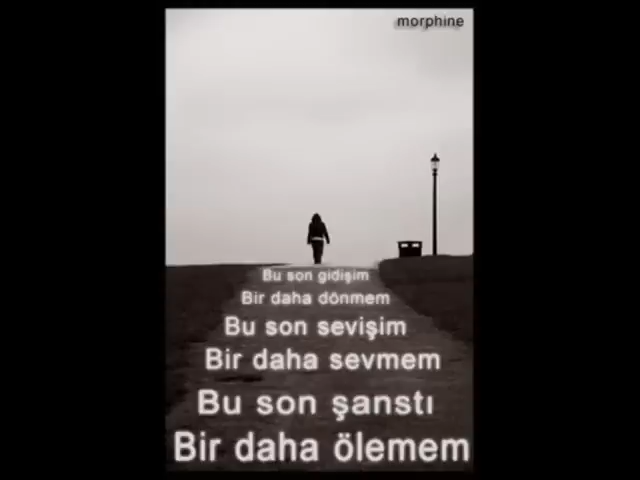 morphine
Bu son gidişim
Bir daha dönmem
Bu son sevişim
Bir daha sevmem
Bu son şanstı
Bir daha ölemem